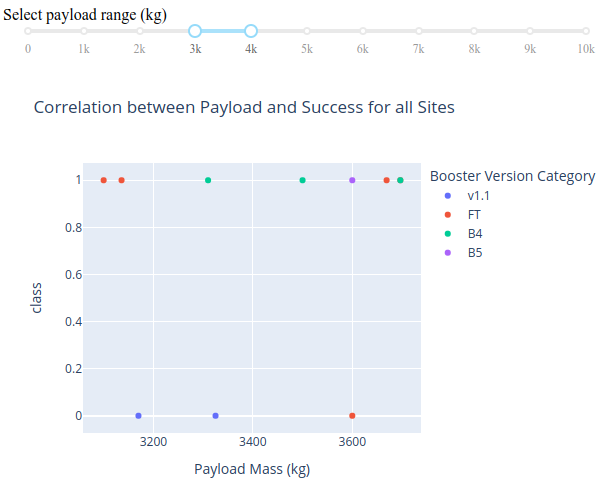 Select payload range (kg)
0 1k 2k 3k 4k 5k 6k 7k 8k 9k 10k
Correlation between Payload and Success for all Sites
Booster Version Category
v1.1
FT
B4
B5
1
0.8
0.6
0.4
0.2
0
class
3200 3400 3600
Payload Mass (kg)